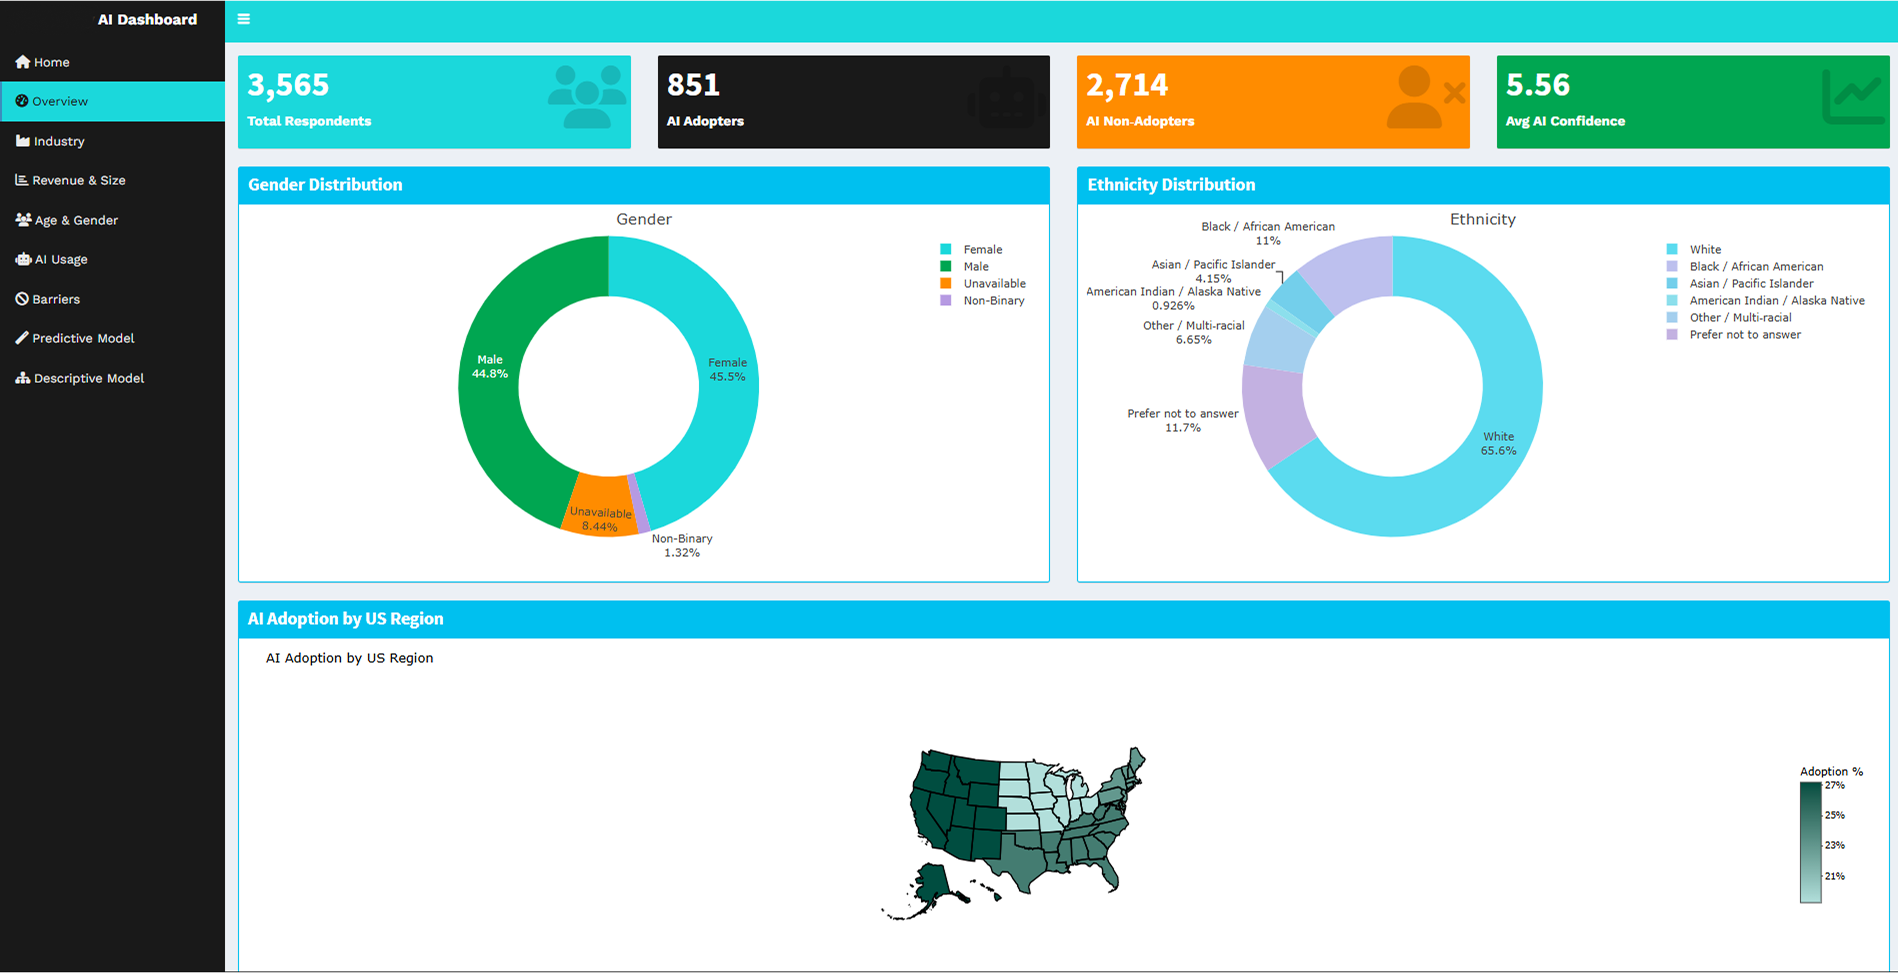 AI Dashboard
Home
Overview
Industry
Revenue & Size
Age & Gender
AI Usage
Barriers
Predictive Model
Descriptive Model
3,565
Total Respondents
851
AI Adopters
2,714
AI Non-Adopters
5.56
Avg AI Confidence
Gender Distribution
Gender
Female
Male
Unavailable
Non-Binary
Male
44.8%
Female
45.5%
Unavailable
8.44%
Non-Binary
1.32%
Ethnicity Distribution
Ethnicity
Black / African American
11%
Asian / Pacific Islander
4.15%
American Indian / Alaska Native
0.926%
Other / Multi-racial
6.65%
Prefer not to answer
11.7%
White
65.6%
White
Black / African American
Asian / Pacific Islander
American Indian / Alaska Native
Other / Multi-racial
Prefer not to answer
AI Adoption by US Region
AI Adoption by US Region
Adoption %
27%
25%
23%
21%